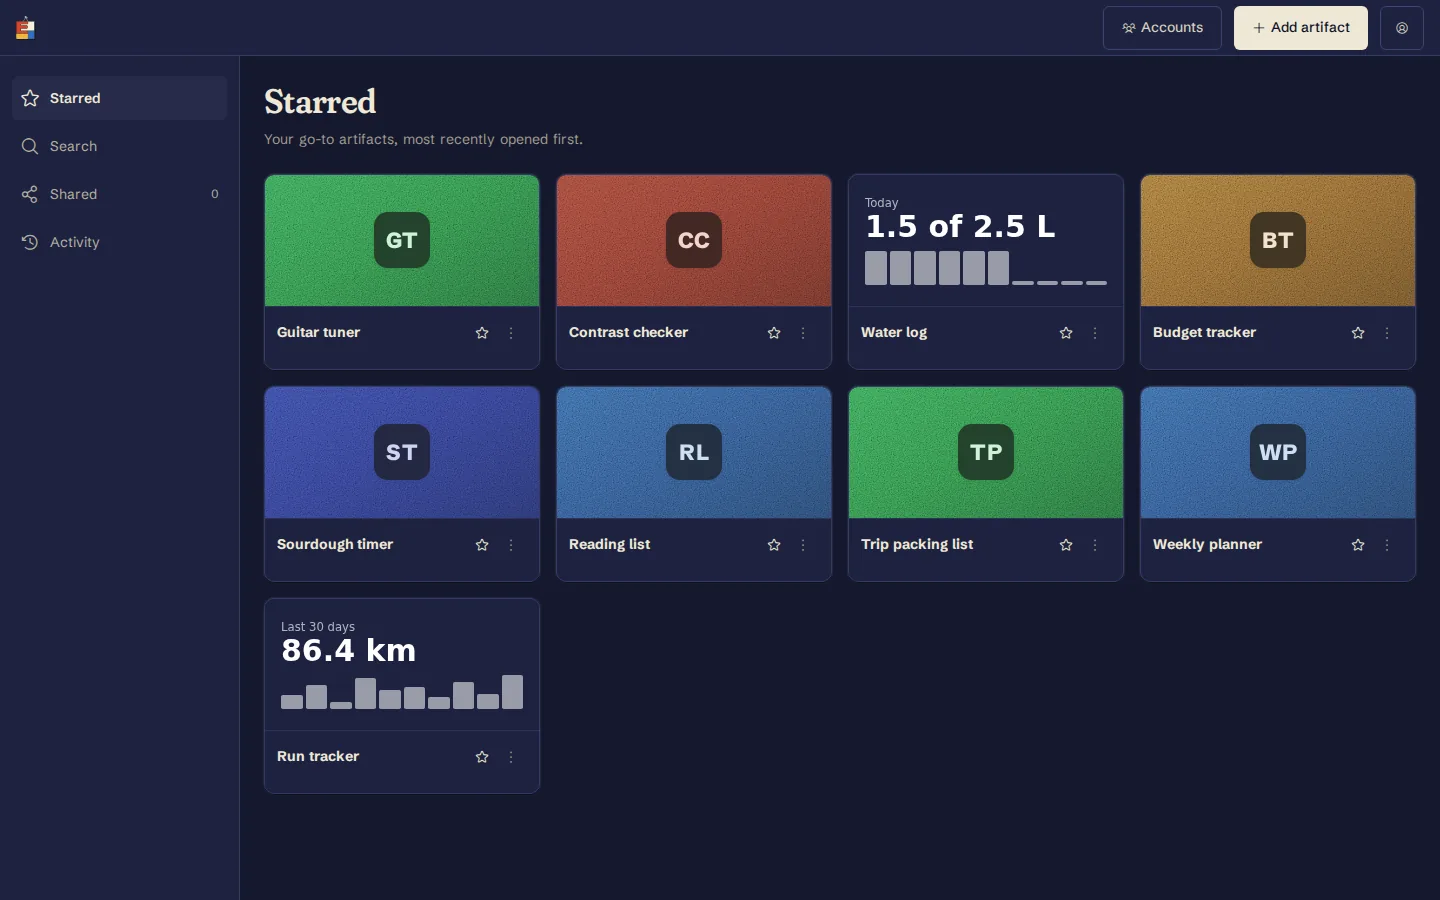 Accounts
Add artifact
Starred
Search
Shared 0
Activity
Starred
Your go-to artifacts, most recently opened first.
GT
Guitar tuner
CC
Contrast checker
Today
1.5 of 2.5 L
Water log
BT
Budget tracker
ST
Sourdough timer
RL
Reading list
TP
Trip packing list
WP
Weekly planner
Last 30 days
86.4 km
Run tracker